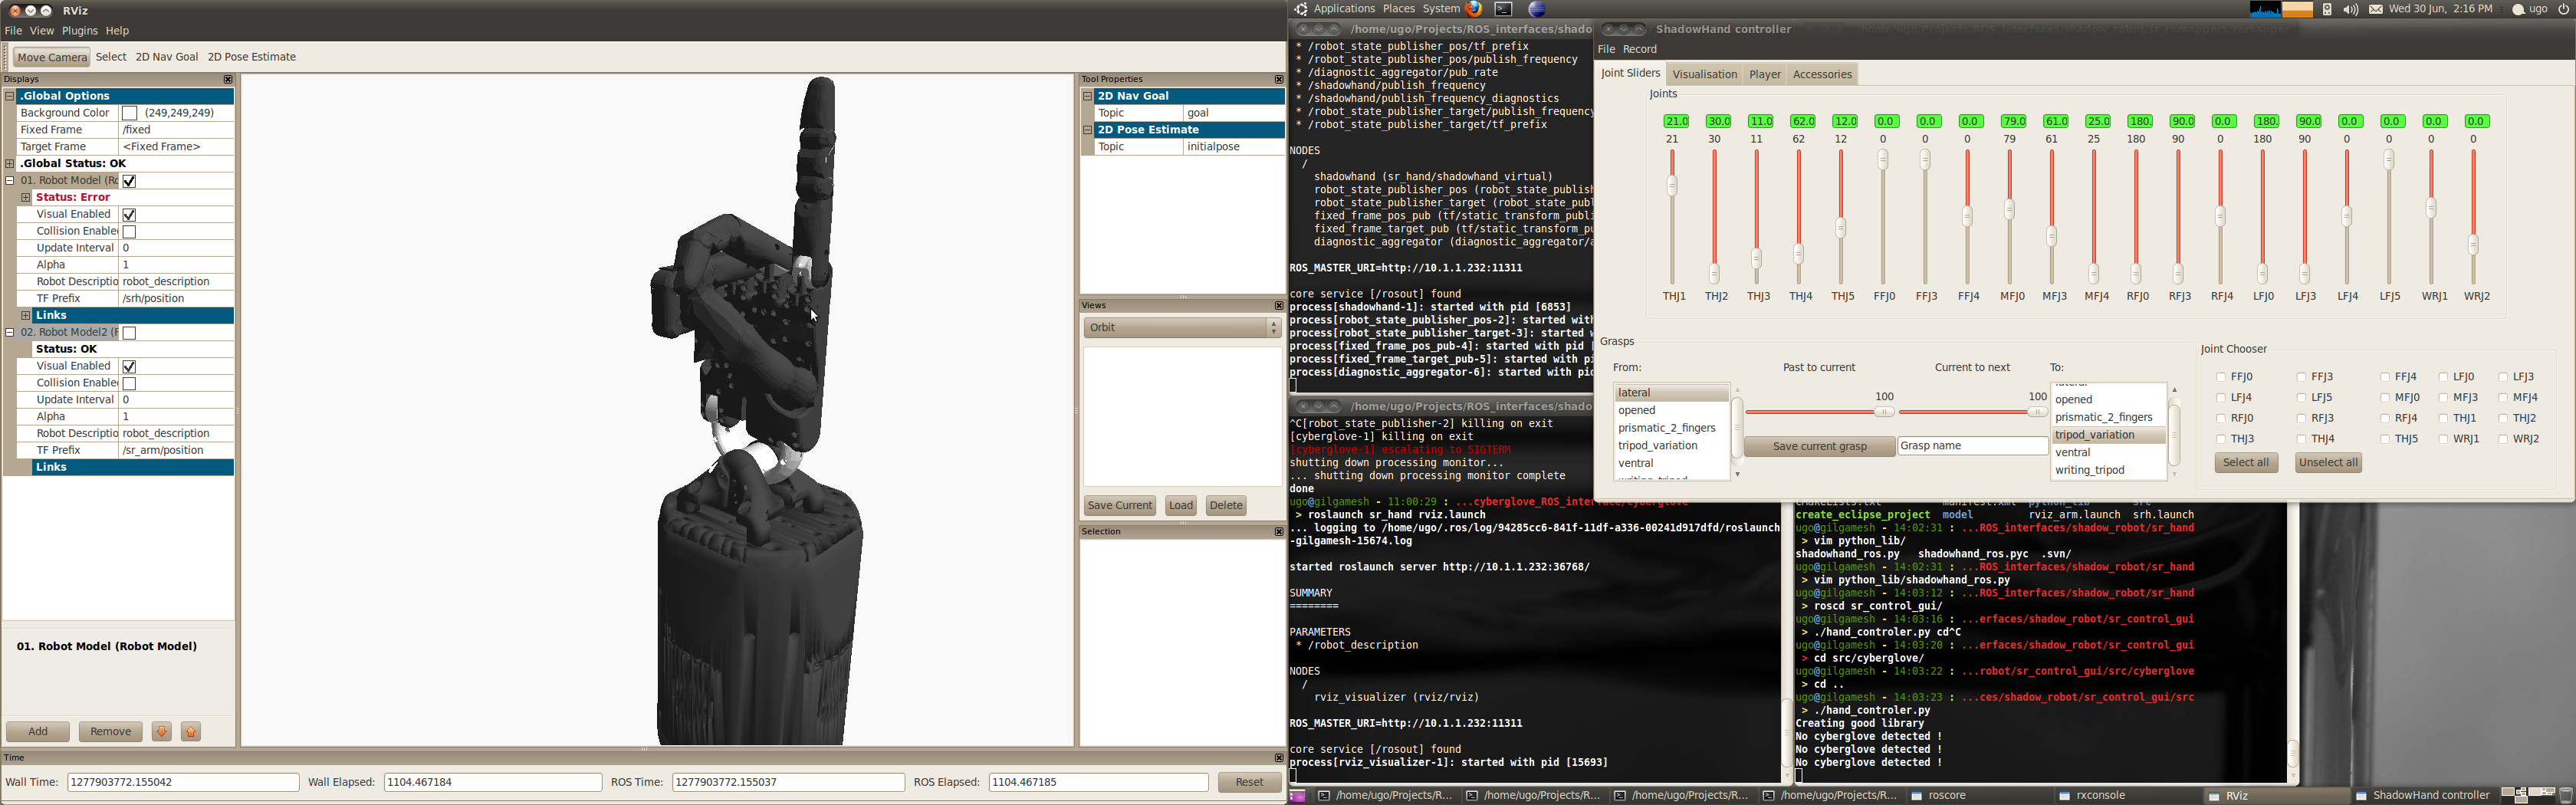 RViz
File View Plugins Help
Move Camera Select 2D Nav Goal 2D Pose Estimate
Displays
.Global Options
Background Color (249,249,249)
Fixed Frame /fixed
Target Frame <Fixed Frame>
.Global Status: OK
01. Robot Model (Ro
Status: Error
Visual Enabled
Collision Enable
Update Interval 0
Alpha 1
Robot Descriptio robot_description
TF Prefix /srh/position
Links
02. Robot Model2 (F
Status: OK
Visual Enabled
Collision Enable
Update Interval 0
Alpha 1
Robot Descriptio robot_description
TF Prefix /sr_arm/position
Links
01. Robot Model (Robot Model)
Add Remove
Tool Properties
2D Nav Goal
Topic goal
2D Pose Estimate
Topic initialpose
Views
Orbit
Save Current Load Delete
Selection
Time
Wall Time: 1277903772.155042 Wall Elapsed: 1104.467184 ROS Time: 1277903772.155037 ROS Elapsed: 1104.467185 Reset
Applications Places System
Wed 30 Jun, 2:16 PM ugo
/home/ugo/Projects/ROS_interfaces/shado
* /robot_state_publisher_pos/tf_prefix
* /robot_state_publisher_pos/publish_frequency
* /diagnostic_aggregator/pub_rate
* /shadowhand/publish_frequency
* /shadowhand/publish_frequency_diagnostics
* /robot_state_publisher_target/publish_frequency
* /robot_state_publisher_target/tf_prefix
NODES
/
shadowhand (sr_hand/shadowhand_virtual)
robot_state_publisher_pos (robot_state_publish
robot_state_publisher_target (robot_state_publ
fixed_frame_pos_pub (tf/static_transform_publi
fixed_frame_target_pub (tf/static_transform_pu
diagnostic_aggregator (diagnostic_aggregator/a
ROS_MASTER_URI=http://10.1.1.232:11311
core service [/rosout] found
process[shadowhand-1]: started with pid [6853]
process[robot_state_publisher_pos-2]: started with
process[robot_state_publisher_target-3]: started w
process[fixed_frame_pos_pub-4]: started with pid [
process[fixed_frame_target_pub-5]: started with pi
process[diagnostic_aggregator-6]: started with pid
/home/ugo/Projects/ROS_interfaces/shado
^C[robot_state_publisher-2] killing on exit
[cyberglove-1] killing on exit
[cyberglove-1] escalating to SIGTERM
shutting down processing monitor...
... shutting down processing monitor complete
done
ugo@gilgamesh - 11:00:29 : ...cyberglove_ROS_interface/cyberglove
> roslaunch sr_hand rviz.launch
... logging to /home/ugo/.ros/log/94285cc6-841f-11df-a336-00241d917dfd/roslaunch
-gilgamesh-15674.log
started roslaunch server http://10.1.1.232:36768/
SUMMARY
========
PARAMETERS
* /robot_description
NODES
/
rviz_visualizer (rviz/rviz)
ROS_MASTER_URI=http://10.1.1.232:11311
core service [/rosout] found
process[rviz_visualizer-1]: started with pid [15693]
ShadowHand controller
File Record
Joint Sliders Visualisation Player Accessories
Joints
21.0 30.0 11.0 62.0 12.0 0.0 0.0 0.0 79.0 61.0 25.0 180. 90.0 0.0 180. 90.0 0.0 0.0 0.0 0.0
21 30 11 62 12 0 0 0 79 61 25 180 90 0 180 90 0 0 0 0
THJ1 THJ2 THJ3 THJ4 THJ5 FFJ0 FFJ3 FFJ4 MFJ0 MFJ3 MFJ4 RFJ0 RFJ3 RFJ4 LFJ0 LFJ3 LFJ4 LFJ5 WRJ1 WRJ2
Grasps
From: Past to current Current to next To:
lateral
opened
prismatic_2_fingers
tripod_variation
ventral
writing_tripod
100 100
Save current grasp Grasp name
lateral
opened
prismatic_2_fingers
tripod_variation
ventral
writing_tripod
Joint Chooser
FFJ0 FFJ3 FFJ4 LFJ0 LFJ3
LFJ4 LFJ5 MFJ0 MFJ3 MFJ4
RFJ0 RFJ3 RFJ4 THJ1 THJ2
THJ3 THJ4 THJ5 WRJ1 WRJ2
Select all Unselect all
CMakeLists.txt manifest.xml python_lib src
create_eclipse_project model rviz_arm.launch srh.launch
ugo@gilgamesh - 14:02:31 : ...ROS_interfaces/shadow_robot/sr_hand
> vim python_lib/
shadowhand_ros.py shadowhand_ros.pyc .svn/
ugo@gilgamesh - 14:02:31 : ...ROS_interfaces/shadow_robot/sr_hand
> vim python_lib/shadowhand_ros.py
ugo@gilgamesh - 14:03:12 : ...ROS_interfaces/shadow_robot/sr_hand
> roscd sr_control_gui/
ugo@gilgamesh - 14:03:16 : ...erfaces/shadow_robot/sr_control_gui
> ./hand_controler.py cd^C
ugo@gilgamesh - 14:03:20 : ...erfaces/shadow_robot/sr_control_gui
> cd src/cyberglove/
ugo@gilgamesh - 14:03:22 : ...robot/sr_control_gui/src/cyberglove
> cd ..
ugo@gilgamesh - 14:03:23 : ...ces/shadow_robot/sr_control_gui/src
> ./hand_controler.py
Creating good library
No cyberglove detected !
No cyberglove detected !
No cyberglove detected !
/home/ugo/Projects/R... /home/ugo/Projects/R... /home/ugo/Projects/R... /home/ugo/Projects/R... roscore rxconsole RViz ShadowHand controller